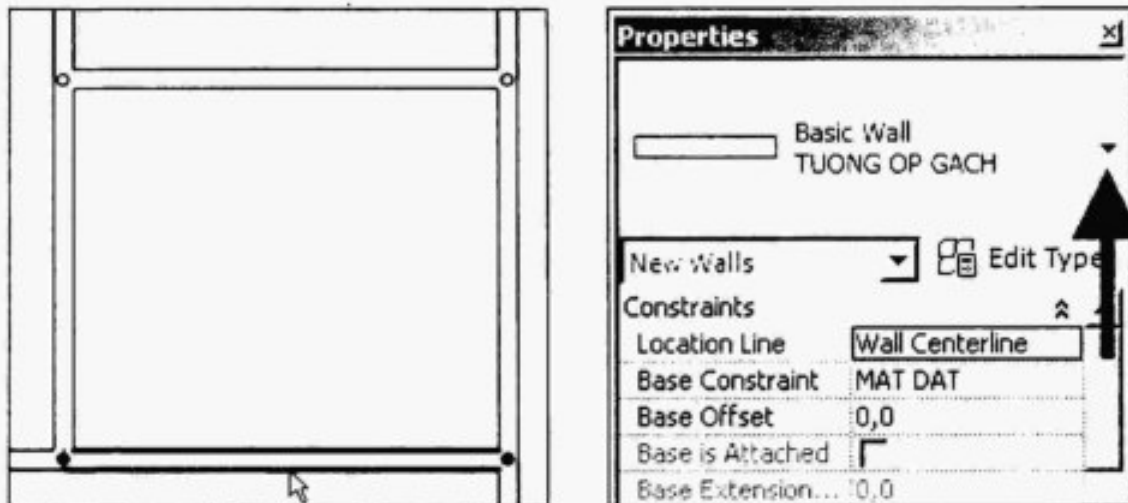 Properties
Basic Wall
TUONG OP GACH
New Walls
Edit Type
Constraints
Location Line Wall Centerline
Base Constraint MAT DAT
Base Offset 0,0
Base is Attached
Base Extension... 0,0